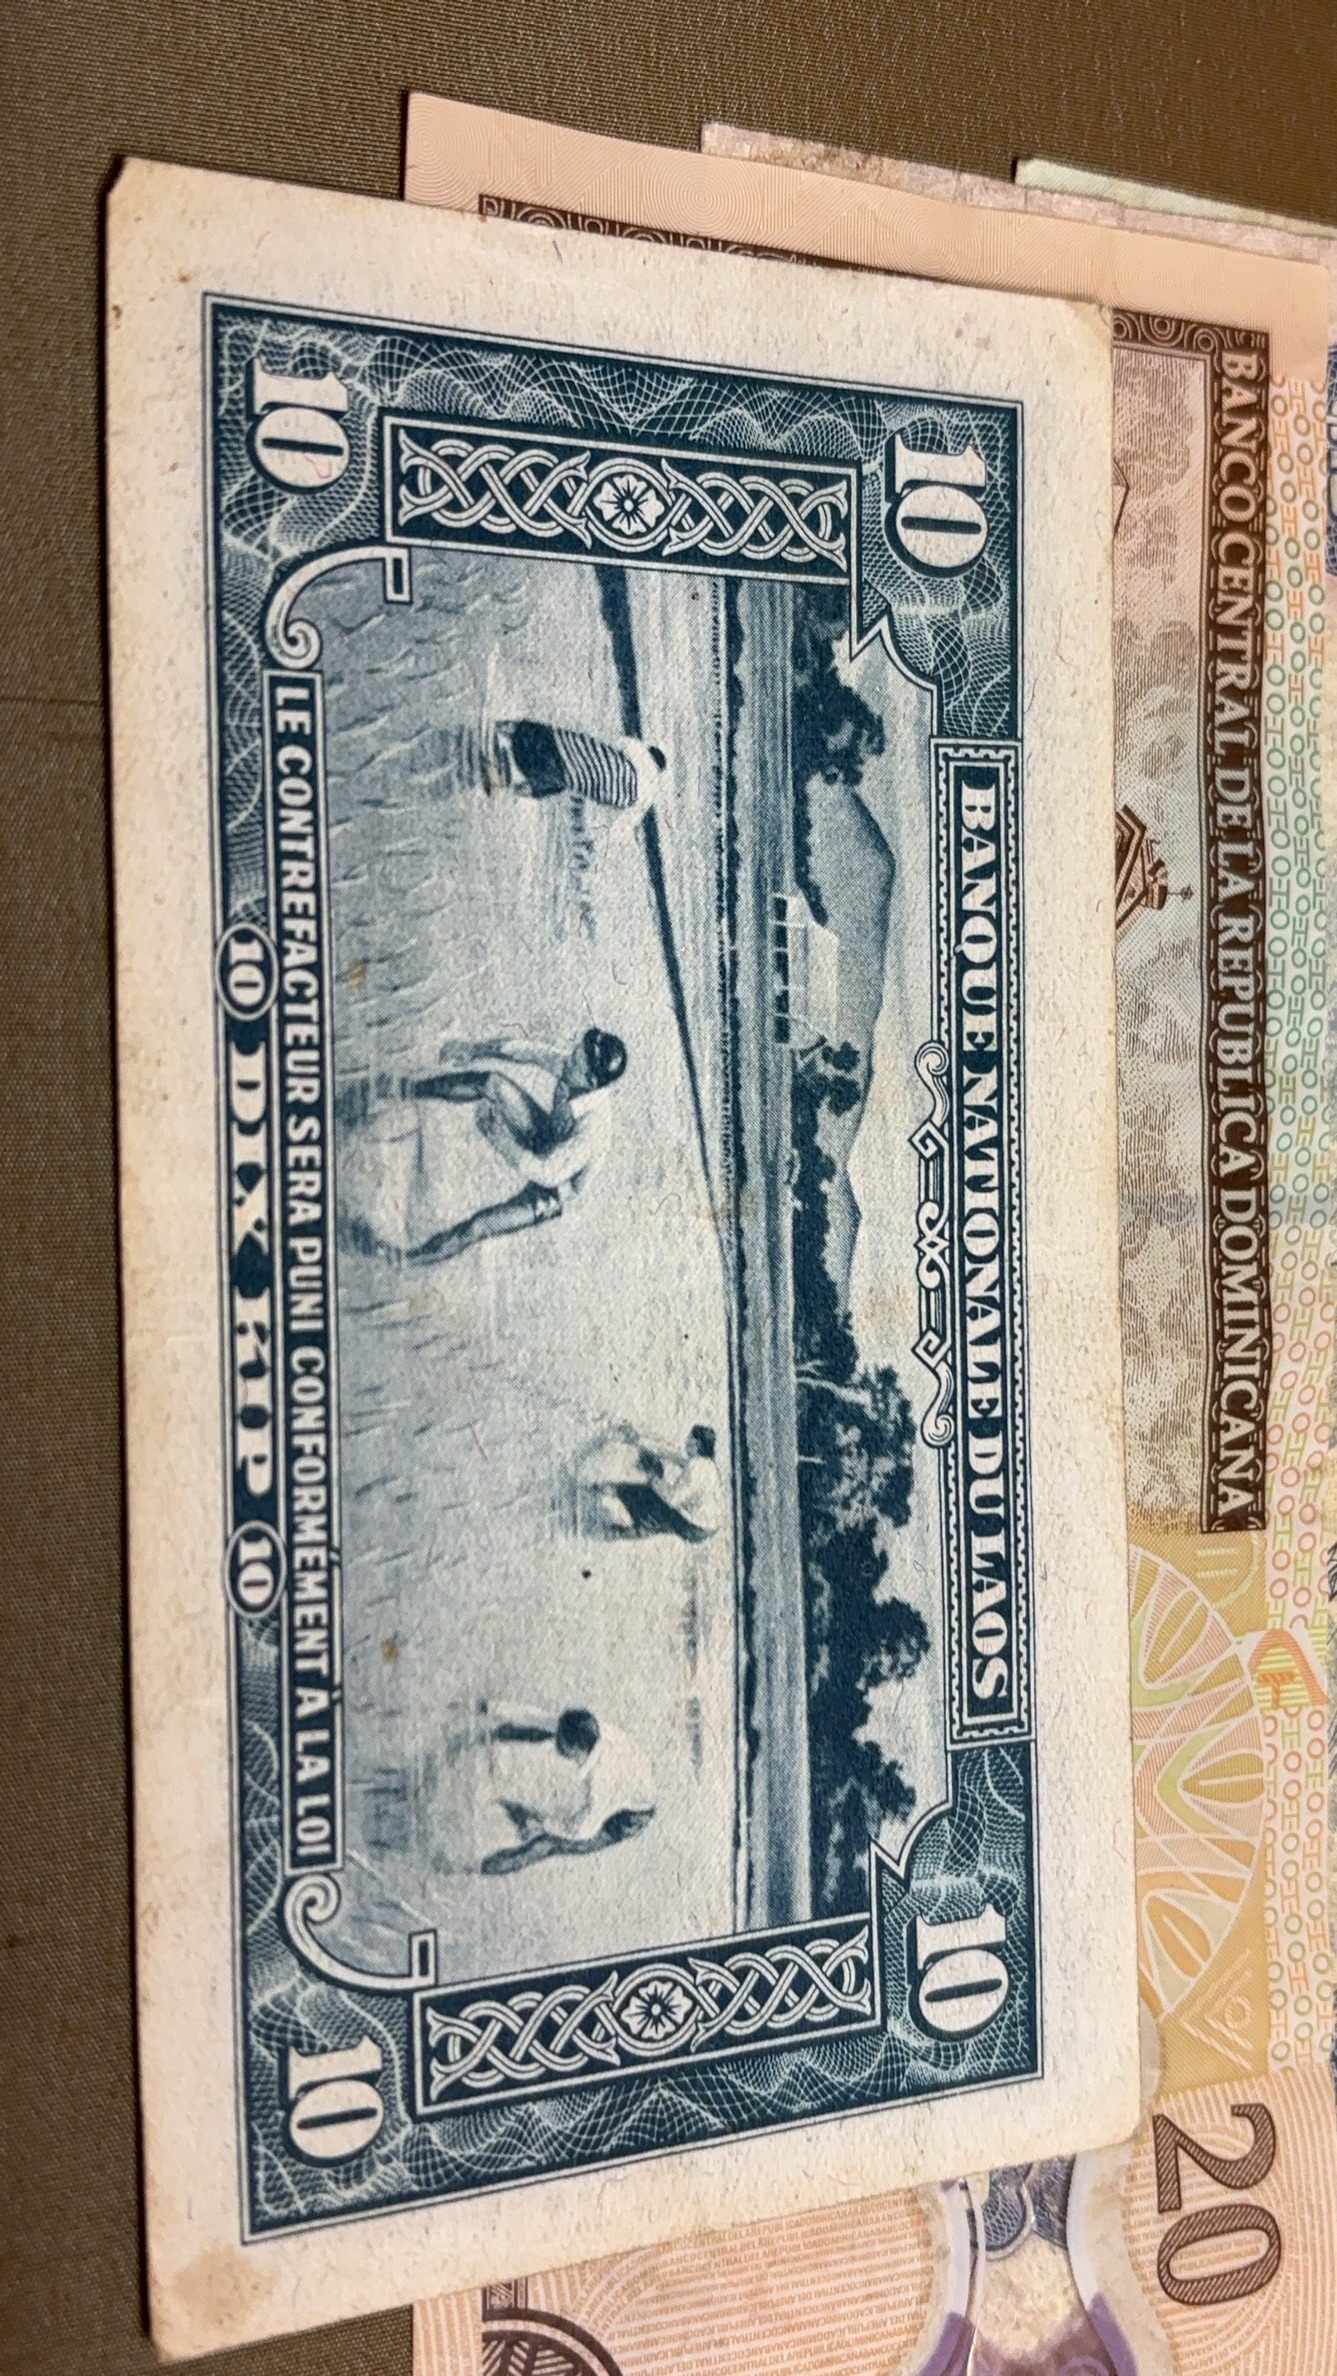 10 10
BANQUE NATIONALE DU LAOS
LE CONTREFACTEUR SERA PUNI CONFORMÉMENT À LA LOI
10 10 DIX KIP 10 10
BANCO CENTRAL DE LA REPUBLICA DOMINICANA
20